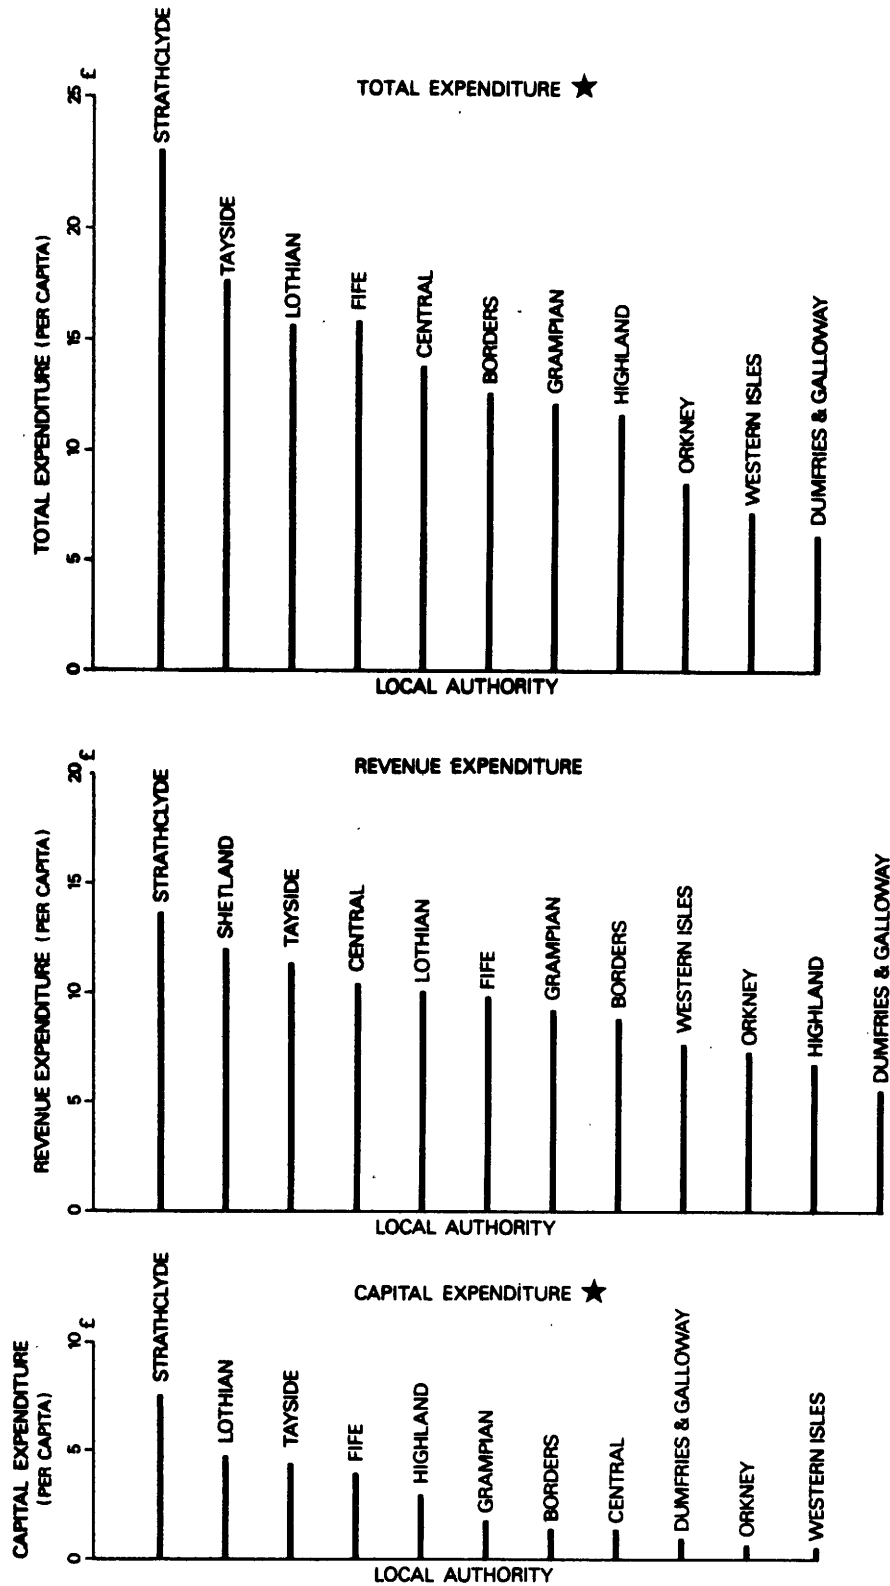 TOTAL EXPENDITURE ★
TOTAL EXPENDITURE (PER CAPITA)
£
25
20
15
10
5
0
STRATHCLYDE
TAYSIDE
LOTHIAN
FIFE
CENTRAL
BORDERS
GRAMPIAN
HIGHLAND
ORKNEY
WESTERN ISLES
DUMFRIES & GALLOWAY
LOCAL AUTHORITY
REVENUE EXPENDITURE
REVENUE EXPENDITURE (PER CAPITA)
£
20
15
10
5
0
STRATHCLYDE
SHETLAND
TAYSIDE
CENTRAL
LOTHIAN
FIFE
GRAMPIAN
BORDERS
WESTERN ISLES
ORKNEY
HIGHLAND
DUMFRIES & GALLOWAY
LOCAL AUTHORITY
CAPITAL EXPENDITURE ★
CAPITAL EXPENDITURE
(PER CAPITA)
£
10
5
0
STRATHCLYDE
LOTHIAN
TAYSIDE
FIFE
HIGHLAND
GRAMPIAN
BORDERS
CENTRAL
DUMFRIES & GALLOWAY
ORKNEY
WESTERN ISLES
LOCAL AUTHORITY